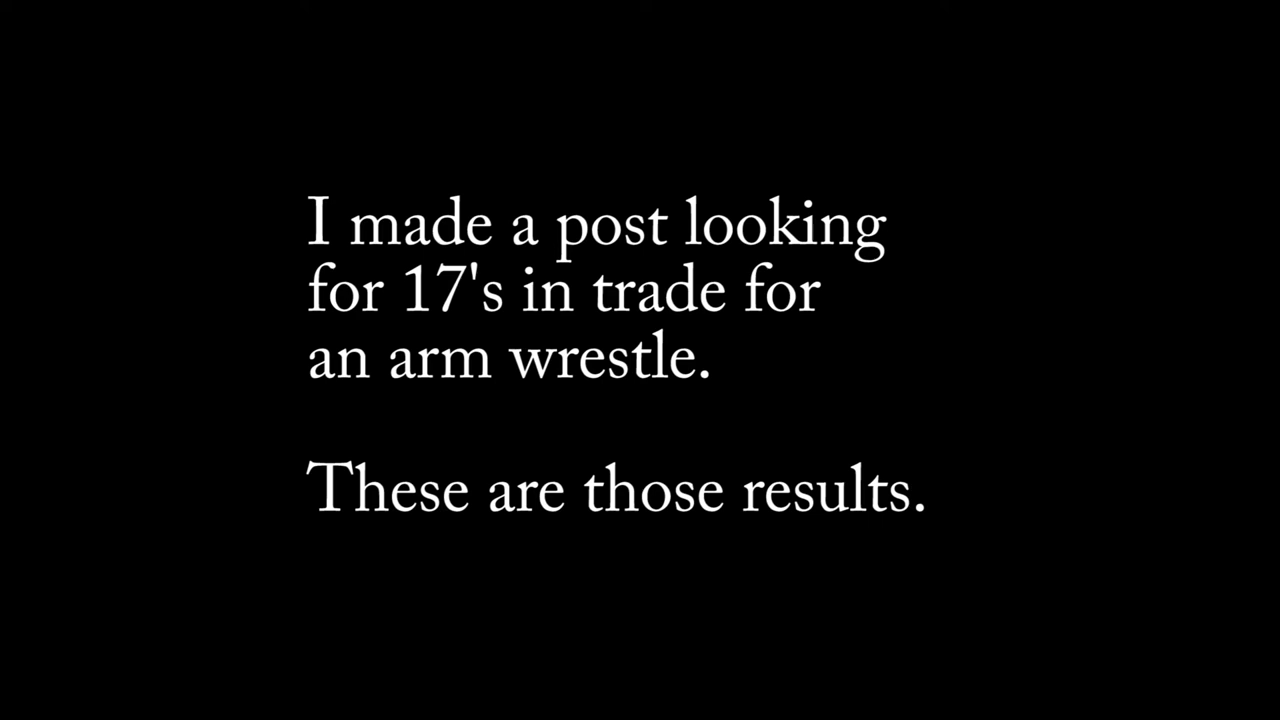 I made a post looking
for 17's in trade for
an arm wrestle.
These are those results.